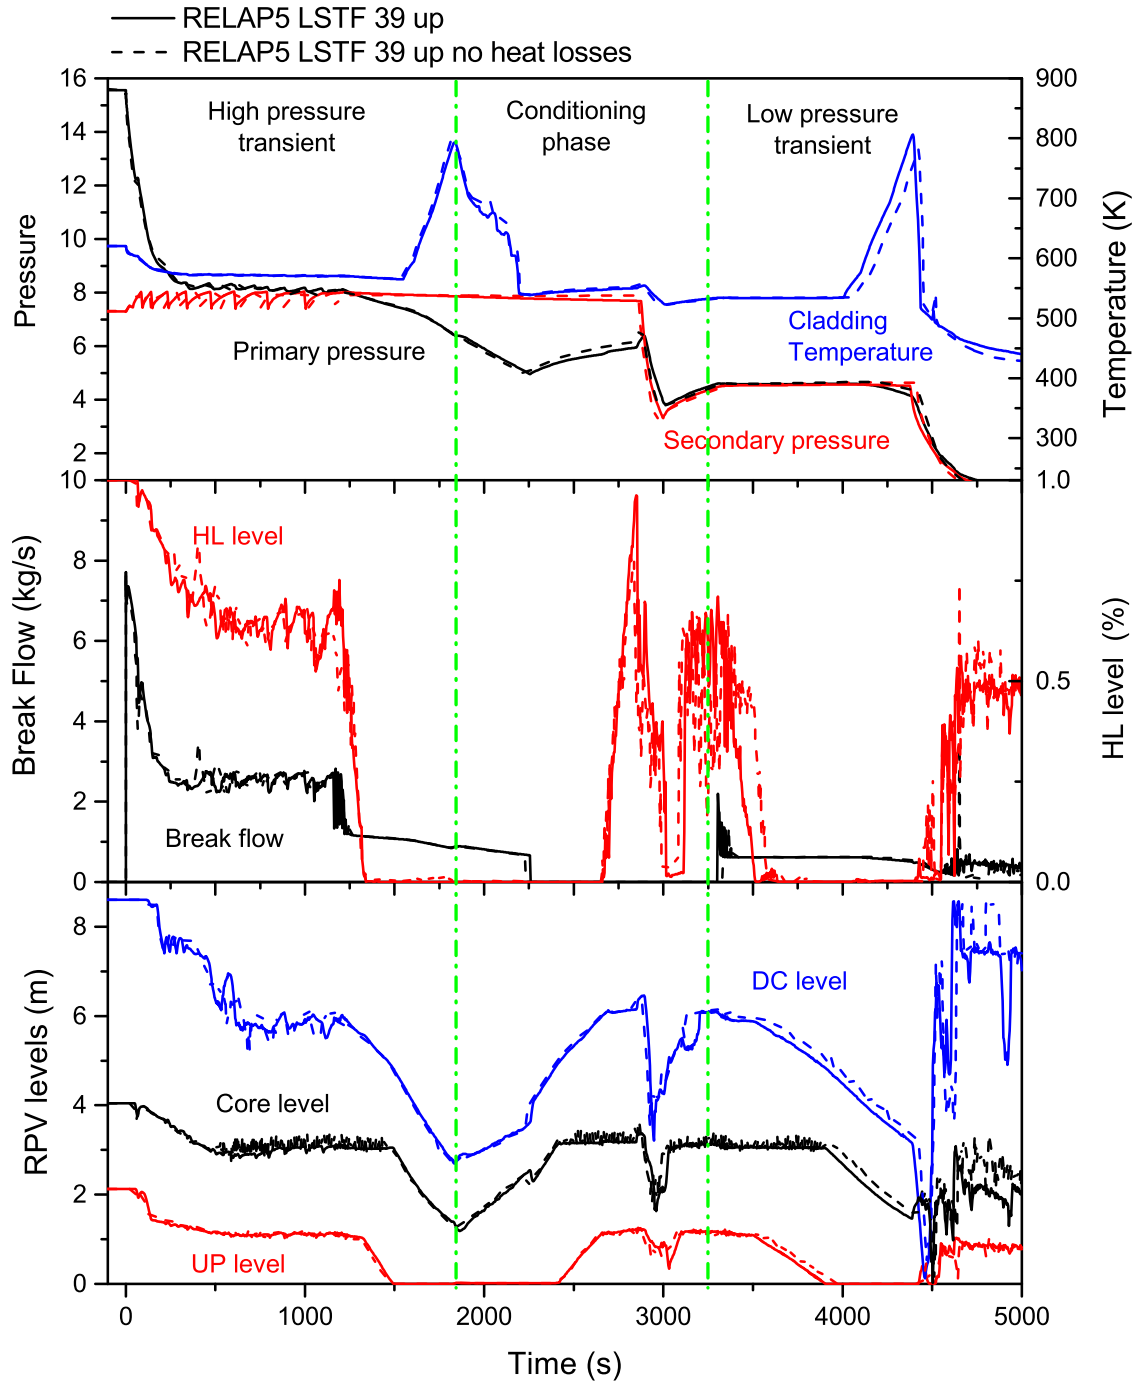 RELAP5 LSTF 39 up
RELAP5 LSTF 39 up no heat losses
16
14
12
10
8
6
4
2
Pressure
900
800
700
600
500
400
300
Temperature (K)
High pressure
transient
Conditioning
phase
Low pressure
transient
Primary pressure
Cladding
Temperature
Secondary pressure
10
8
6
4
2
0
Break Flow (kg/s)
1.0
0.5
0.0
HL level (%)
HL level
Break flow
8
6
4
2
0
RPV levels (m)
DC level
Core level
UP level
0
1000
2000
3000
4000
5000
Time (s)